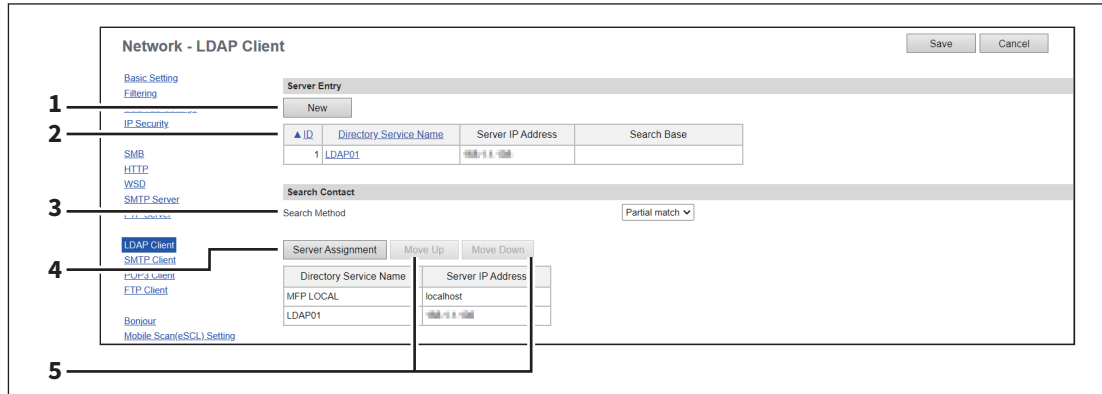 Network - LDAP Client
Save
Cancel
Basic Setting
Filtering
IP Security
SMB
HTTP
WSD
SMTP Server
LDAP Client
SMTP Client
POP3 Client
FTP Client
Bonjour
Mobile Scan(eSCL) Setting
1
2
3
4
5
Server Entry
New
▲ID Directory Service Name Server IP Address Search Base
1 LDAP01
Search Contact
Search Method Partial match
Server Assignment Move Up Move Down
Directory Service Name Server IP Address
MFP LOCAL localhost
LDAP01